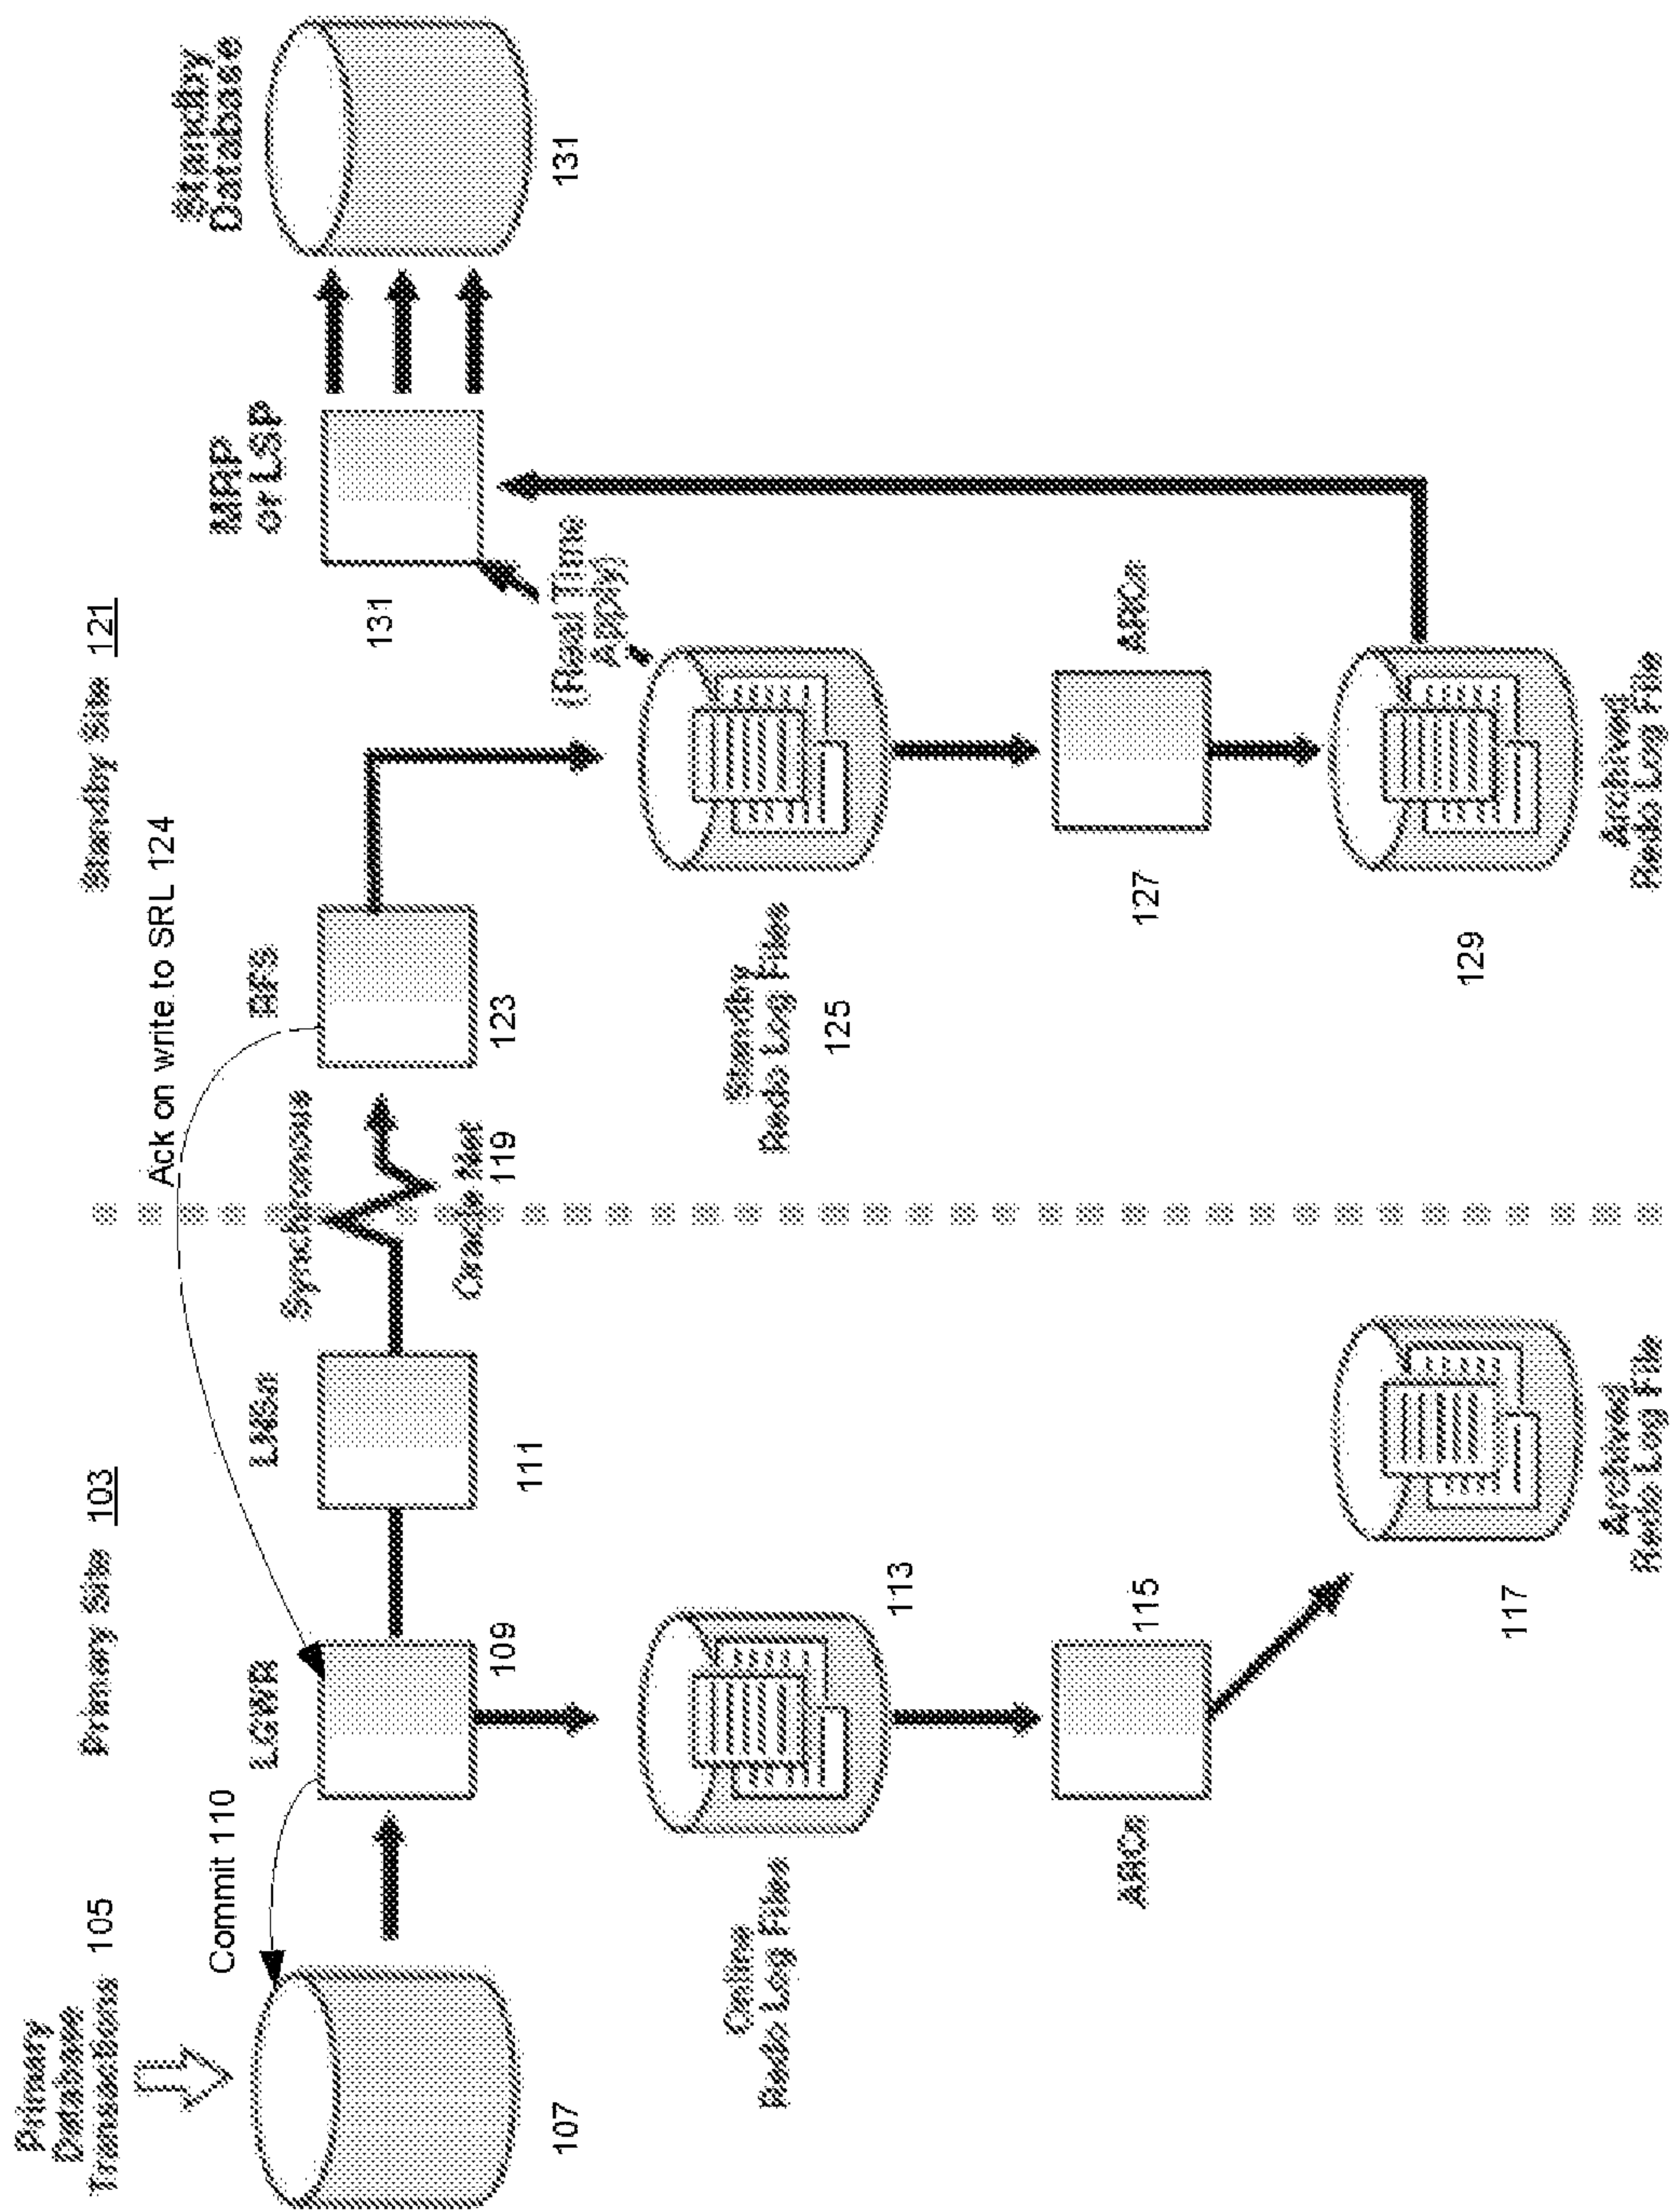 Primary
Database
Transactions 105
Primary Site 103
Standby Site 121
Ack on write to SRL 124
Commit 110
LGWR
LNSn
Synchronous
RFS
MRP
or LSP
Standby
Database
107
109
111
Oracle Net
119
123
131
131
(Real Time
Apply)
Online
Redo Log Files
113
Standby
Redo Log Files
125
ARCn
115
127
ARCn
117
129
Archived
Redo Log File
Archived
Redo Log File